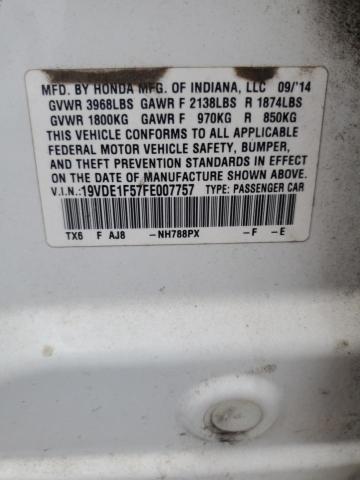 MFD. BY HONDA MFG. OF INDIANA, LLC 09/'14
GVWR 3968LBS GAWR F 2138LBS R 1874LBS
GVWR 1800KG GAWR F 970KG R 850KG
THIS VEHICLE CONFORMS TO ALL APPLICABLE
FEDERAL MOTOR VEHICLE SAFETY, BUMPER,
AND THEFT PREVENTION STANDARDS IN EFFECT
ON THE DATE OF MANUFACTURE SHOWN ABOVE.
V.I.N.: 19VDE1F57FE007757 TYPE: PASSENGER CAR
TX6 F AJ8 -NH788PX -F -E